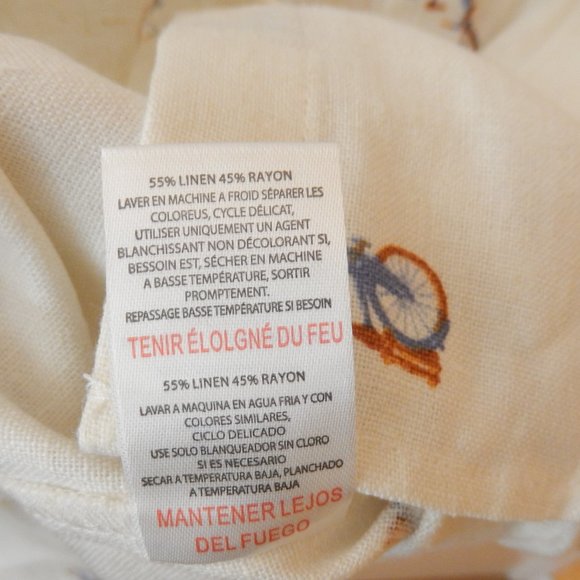 55% LINEN 45% RAYON
LAVER EN MACHINE A FROID SÉPARER LES
COLOREUS, CYCLE DÉLICAT,
UTILISER UNIQUEMENT UN AGENT
BLANCHISSANT NON DÉCOLORANT SI,
BESOIN EST, SÉCHER EN MACHINE
A BASSE TEMPÉRATURE, SORTIR
PROMPTEMENT.
REPASSAGE BASSE TEMPÉRATURE SI BESOIN
TENIR ÉLOLGNÉ DU FEU
55% LINEN 45% RAYON
LAVAR A MAQUINA EN AGUA FRIA Y CON
COLORES SIMILARES,
CICLO DELICADO
USE SOLO BLANQUEADOR SIN CLORO
SI ES NECESARIO
SECAR A TEMPERATURA BAJA, PLANCHADO
A TEMPERATURA BAJA
MANTENER LEJOS
DEL FUEGO